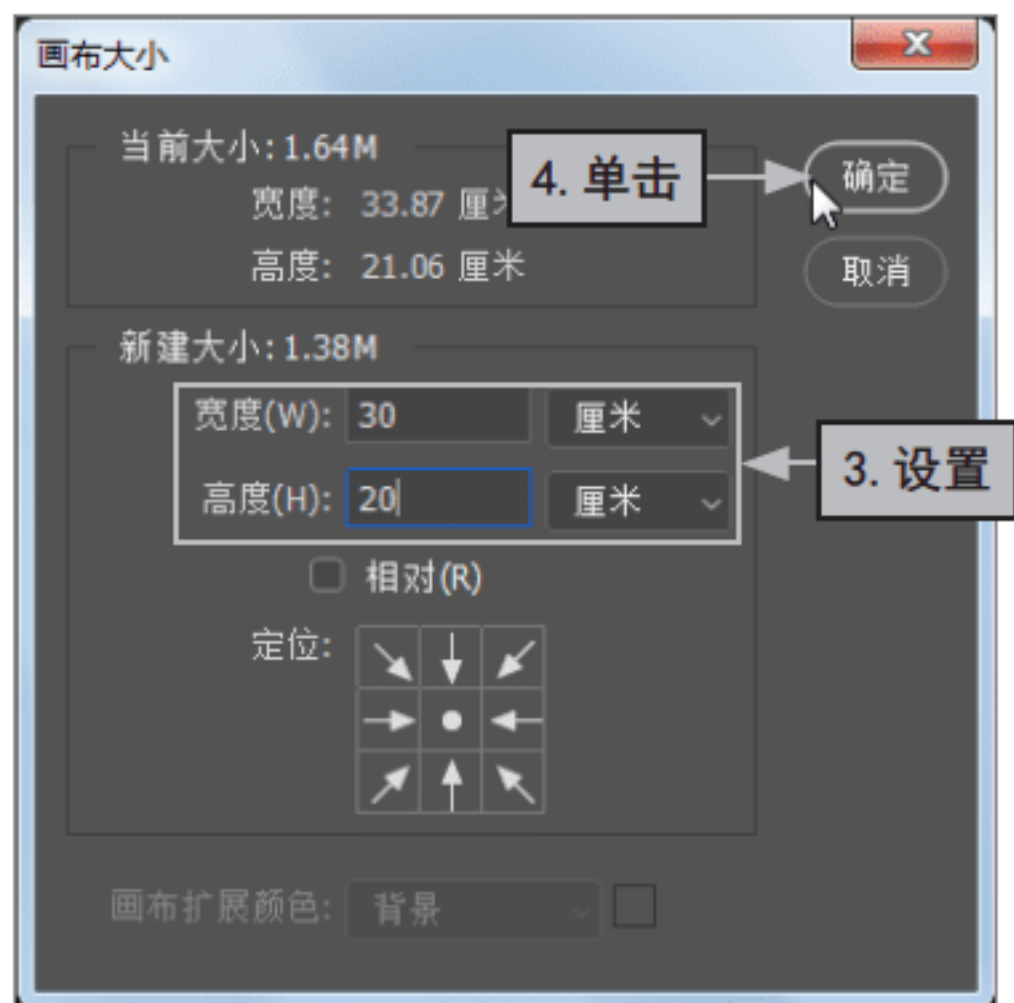 画布大小
当前大小:1.64M
宽度: 33.87 厘
4. 单击
确定
高度: 21.06 厘米
取消
新建大小:1.38M
宽度(W): 30 厘米
高度(H): 20 厘米
3. 设置
相对(R)
定位:
画布扩展颜色: 背景